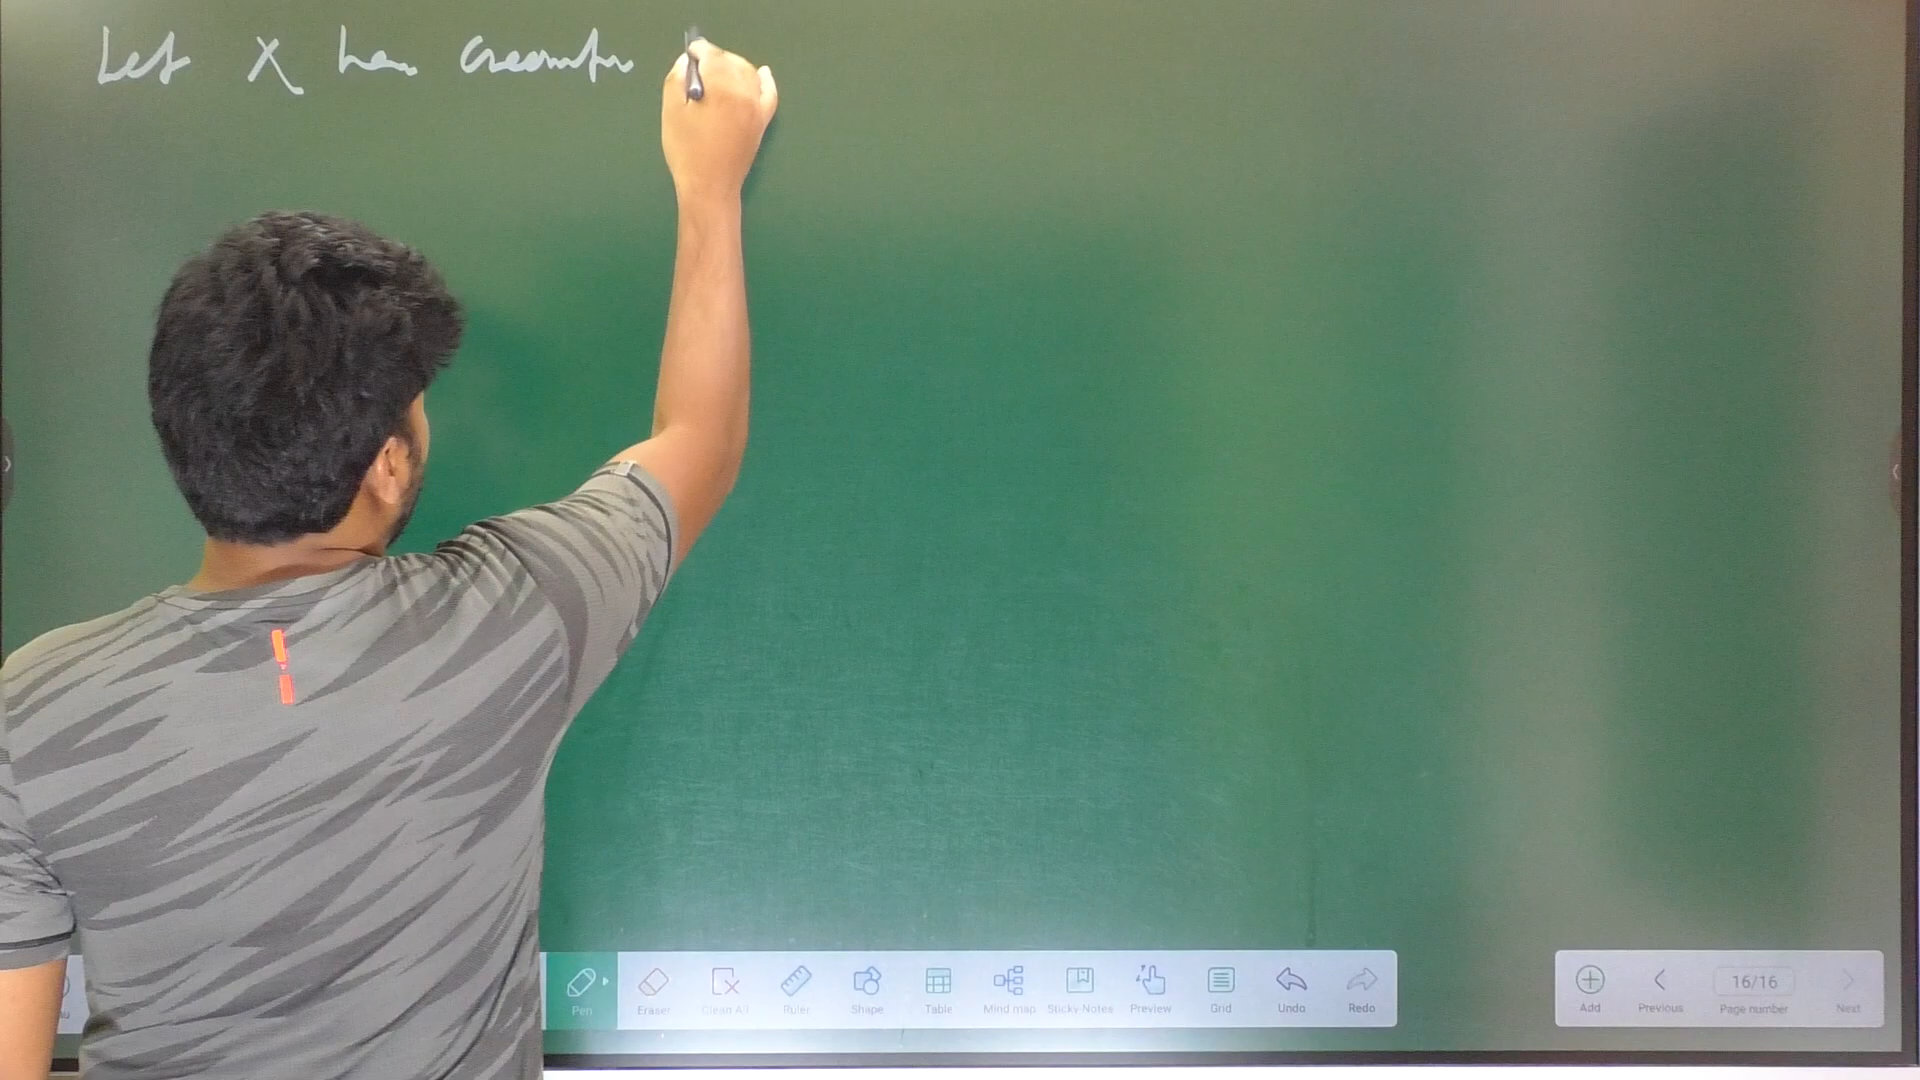 Let X has Geometric
Pen
Eraser
Clean All
Ruler
Shape
Table
Mind map
Sticky-Notes
Preview
Grid
Undo
Redo
Add
Previous
16/16
Page number
Next